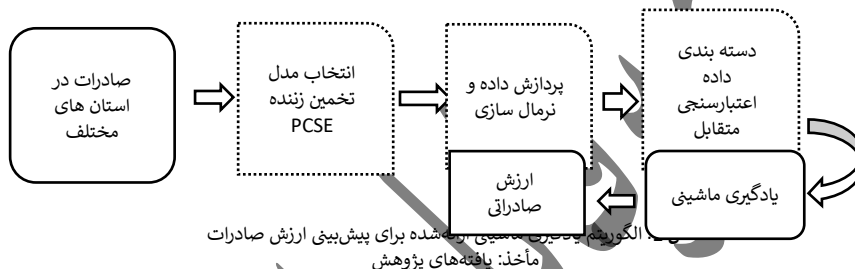 صادرات در
استان های
مختلف
انتخاب مدل
تخمین زننده
PCSE
پردازش داده و
نرمال سازی
دسته بندی
داده
اعتبارسنجی
متقابل
یادگیری ماشینی
ارزش
صادراتی
الگوریتم یادگیری ماشینی ارائه‌شده برای پیش‌بینی ارزش صادرات
مأخذ: یافته‌های پژوهش